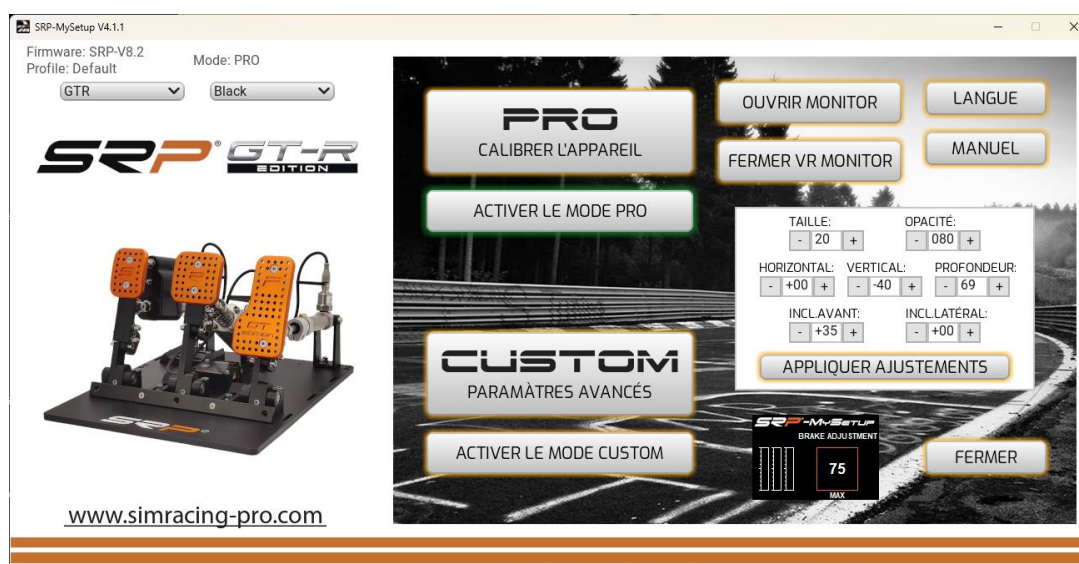 SRP-MySetup V4.1.1
Firmware: SRP-V8.2
Profile: Default
Mode: PRO
GTR
Black
SRP® GT-R
EDITION
www.simracing-pro.com
PRO
CALIBRER L'APPAREIL
ACTIVER LE MODE PRO
CUSTOM
PARAMÀTRES AVANCÉS
ACTIVER LE MODE CUSTOM
OUVRIR MONITOR
FERMER VR MONITOR
LANGUE
MANUEL
TAILLE: OPACITÉ:
- 20 + - 080 +
HORIZONTAL: VERTICAL: PROFONDEUR:
- +00 + - -40 + - 69 +
INCL.AVANT: INCL.LATÉRAL:
- +35 + - +00 +
APPLIQUER AJUSTEMENTS
SRP®-MySetup
BRAKE ADJUSTMENT
75
MAX
FERMER
SRP®